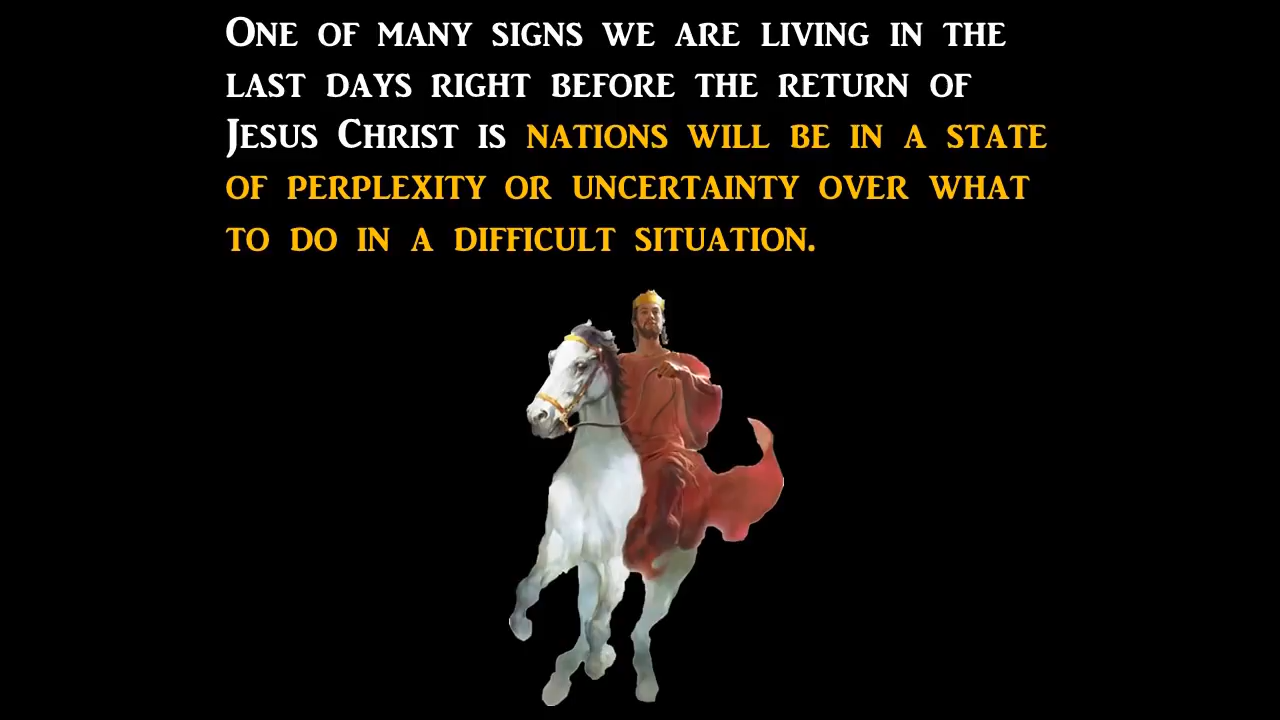 One of many signs we are living in the
last days right before the return of
Jesus Christ is nations will be in a state
of perplexity or uncertainty over what
to do in a difficult situation.